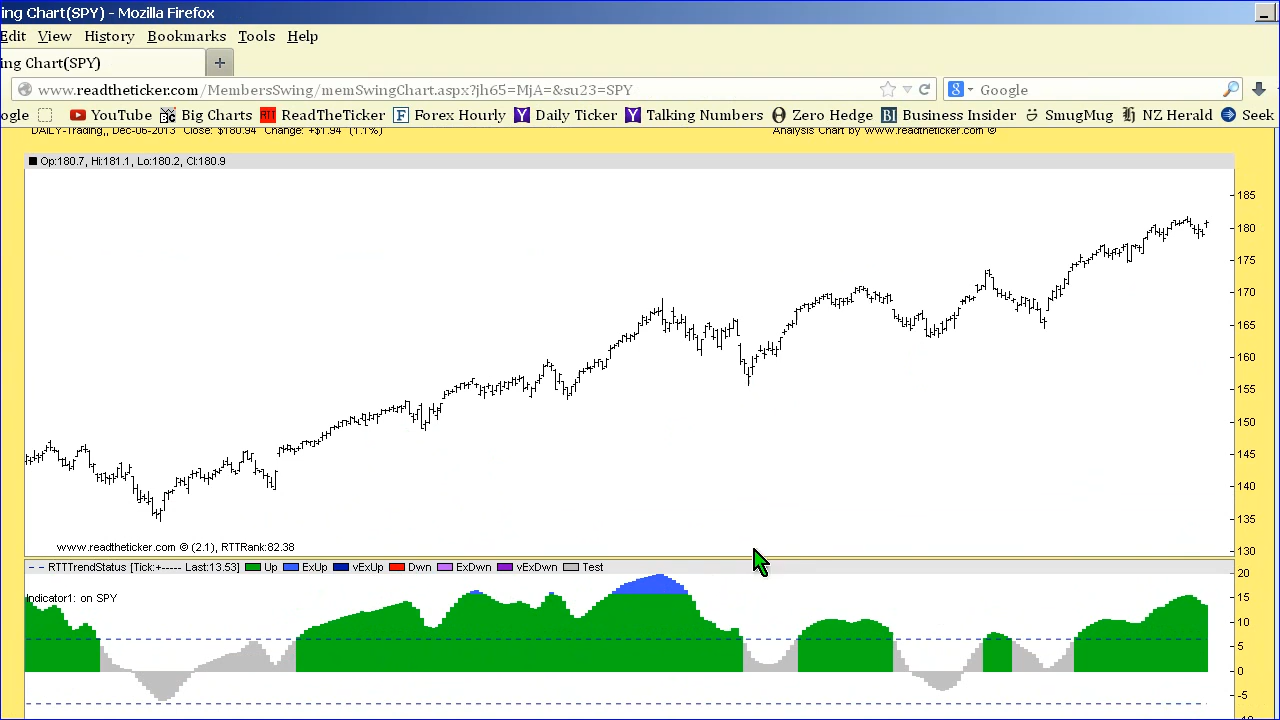 ing Chart(SPY) - Mozilla Firefox
Edit View History Bookmarks Tools Help
ing Chart(SPY) +
www.readtheticker.com/MembersSwing/memSwingChart.aspx?jh65=MjA=&su23=SPY Google
ogle YouTube Big Charts ReadTheTicker Forex Hourly Daily Ticker Talking Numbers Zero Hedge Business Insider SmugMug NZ Herald Seek
DAILY-Trading,, Dec-06-2013 Close: $180.94 Change: +$1.94 (1.1%) Analysis Chart by www.readtheticker.com ©
Op:180.7, Hi:181.1, Lo:180.2, Cl:180.9
185
180
175
170
165
160
155
150
145
140
135
130
www.readtheticker.com © (2.1), RTTRank:82.38
RTTTrendStatus [Tick:+----- Last:13.53] Up ExUp vExUp Dwn ExDwn vExDwn Test
20
15
Indicator1: on SPY
10
5
0
-5